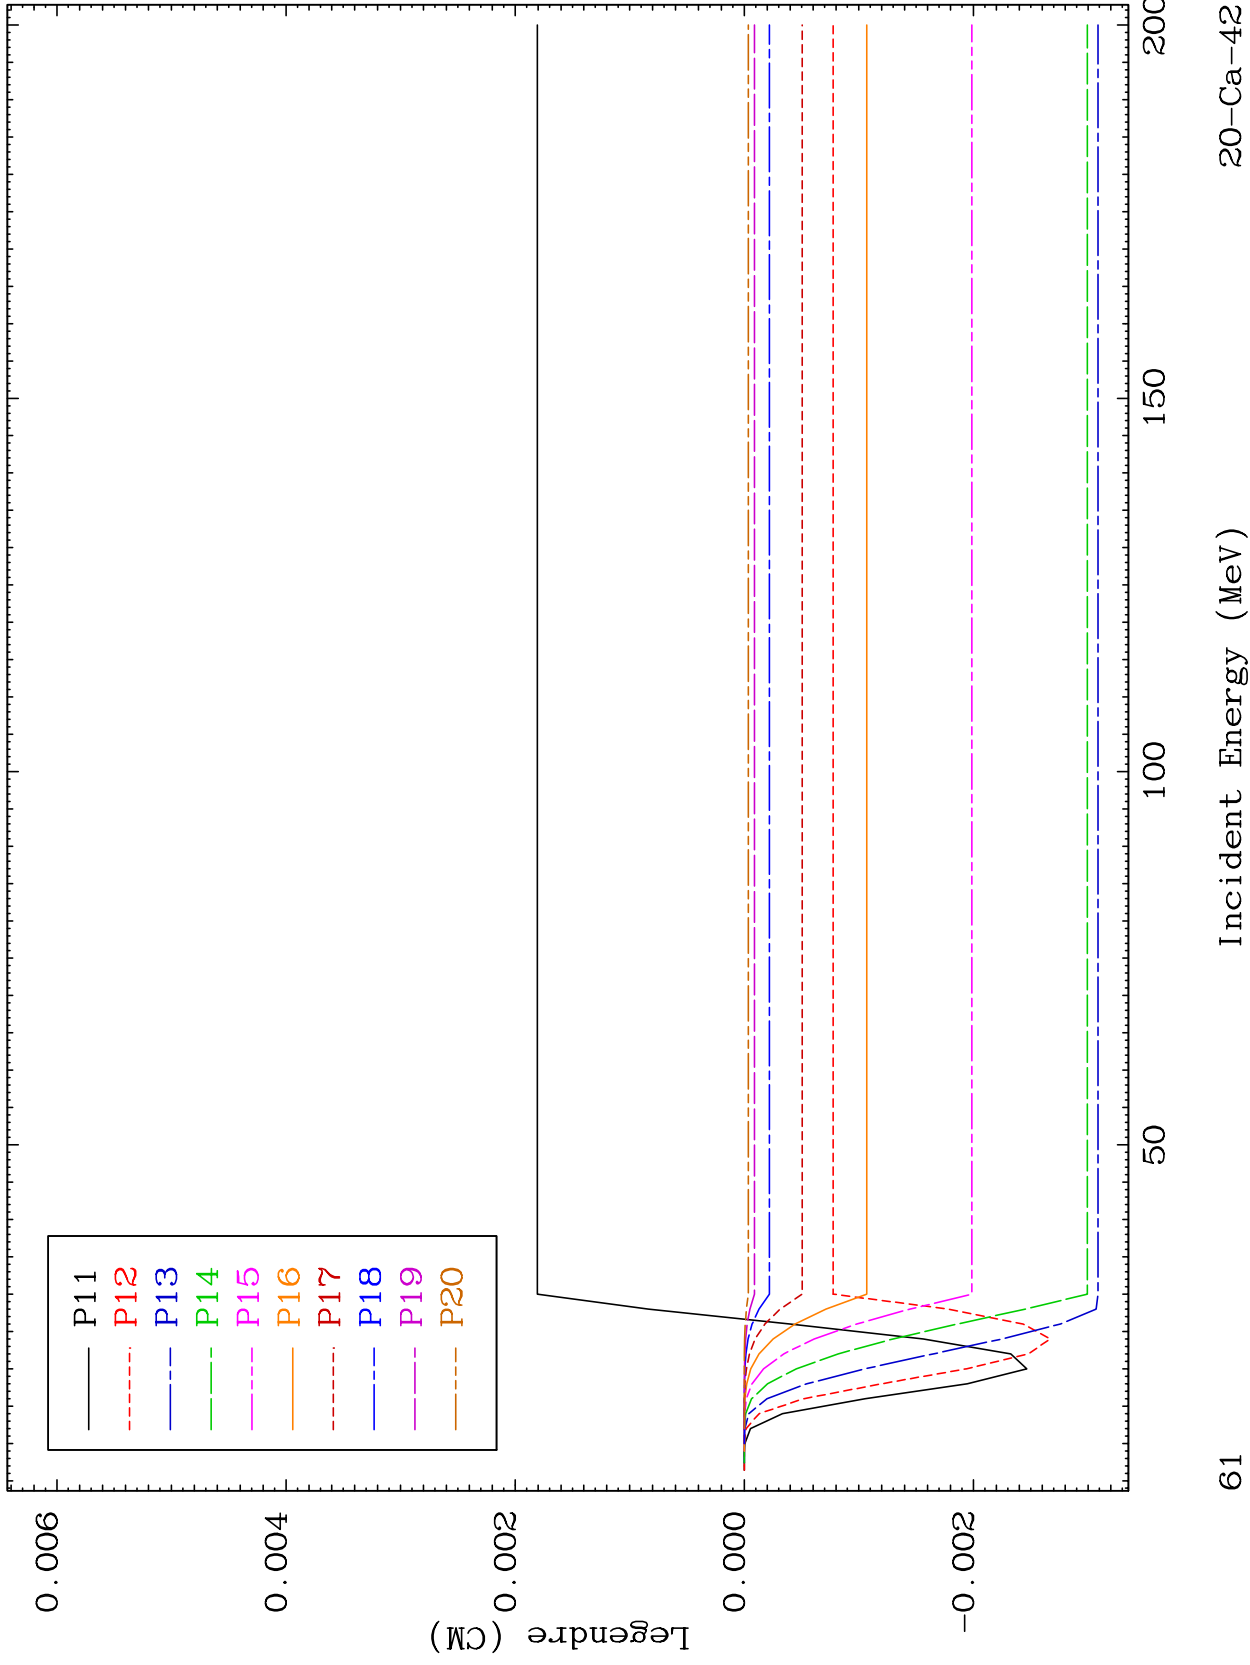 P11
P12
P13
P14
P15
P16
P17
P18
P19
P20
0.006
0.004
0.002
0.000
-0.002
Legendre (CM)
50
100
150
200
Incident Energy (MeV)
61
20-Ca-42